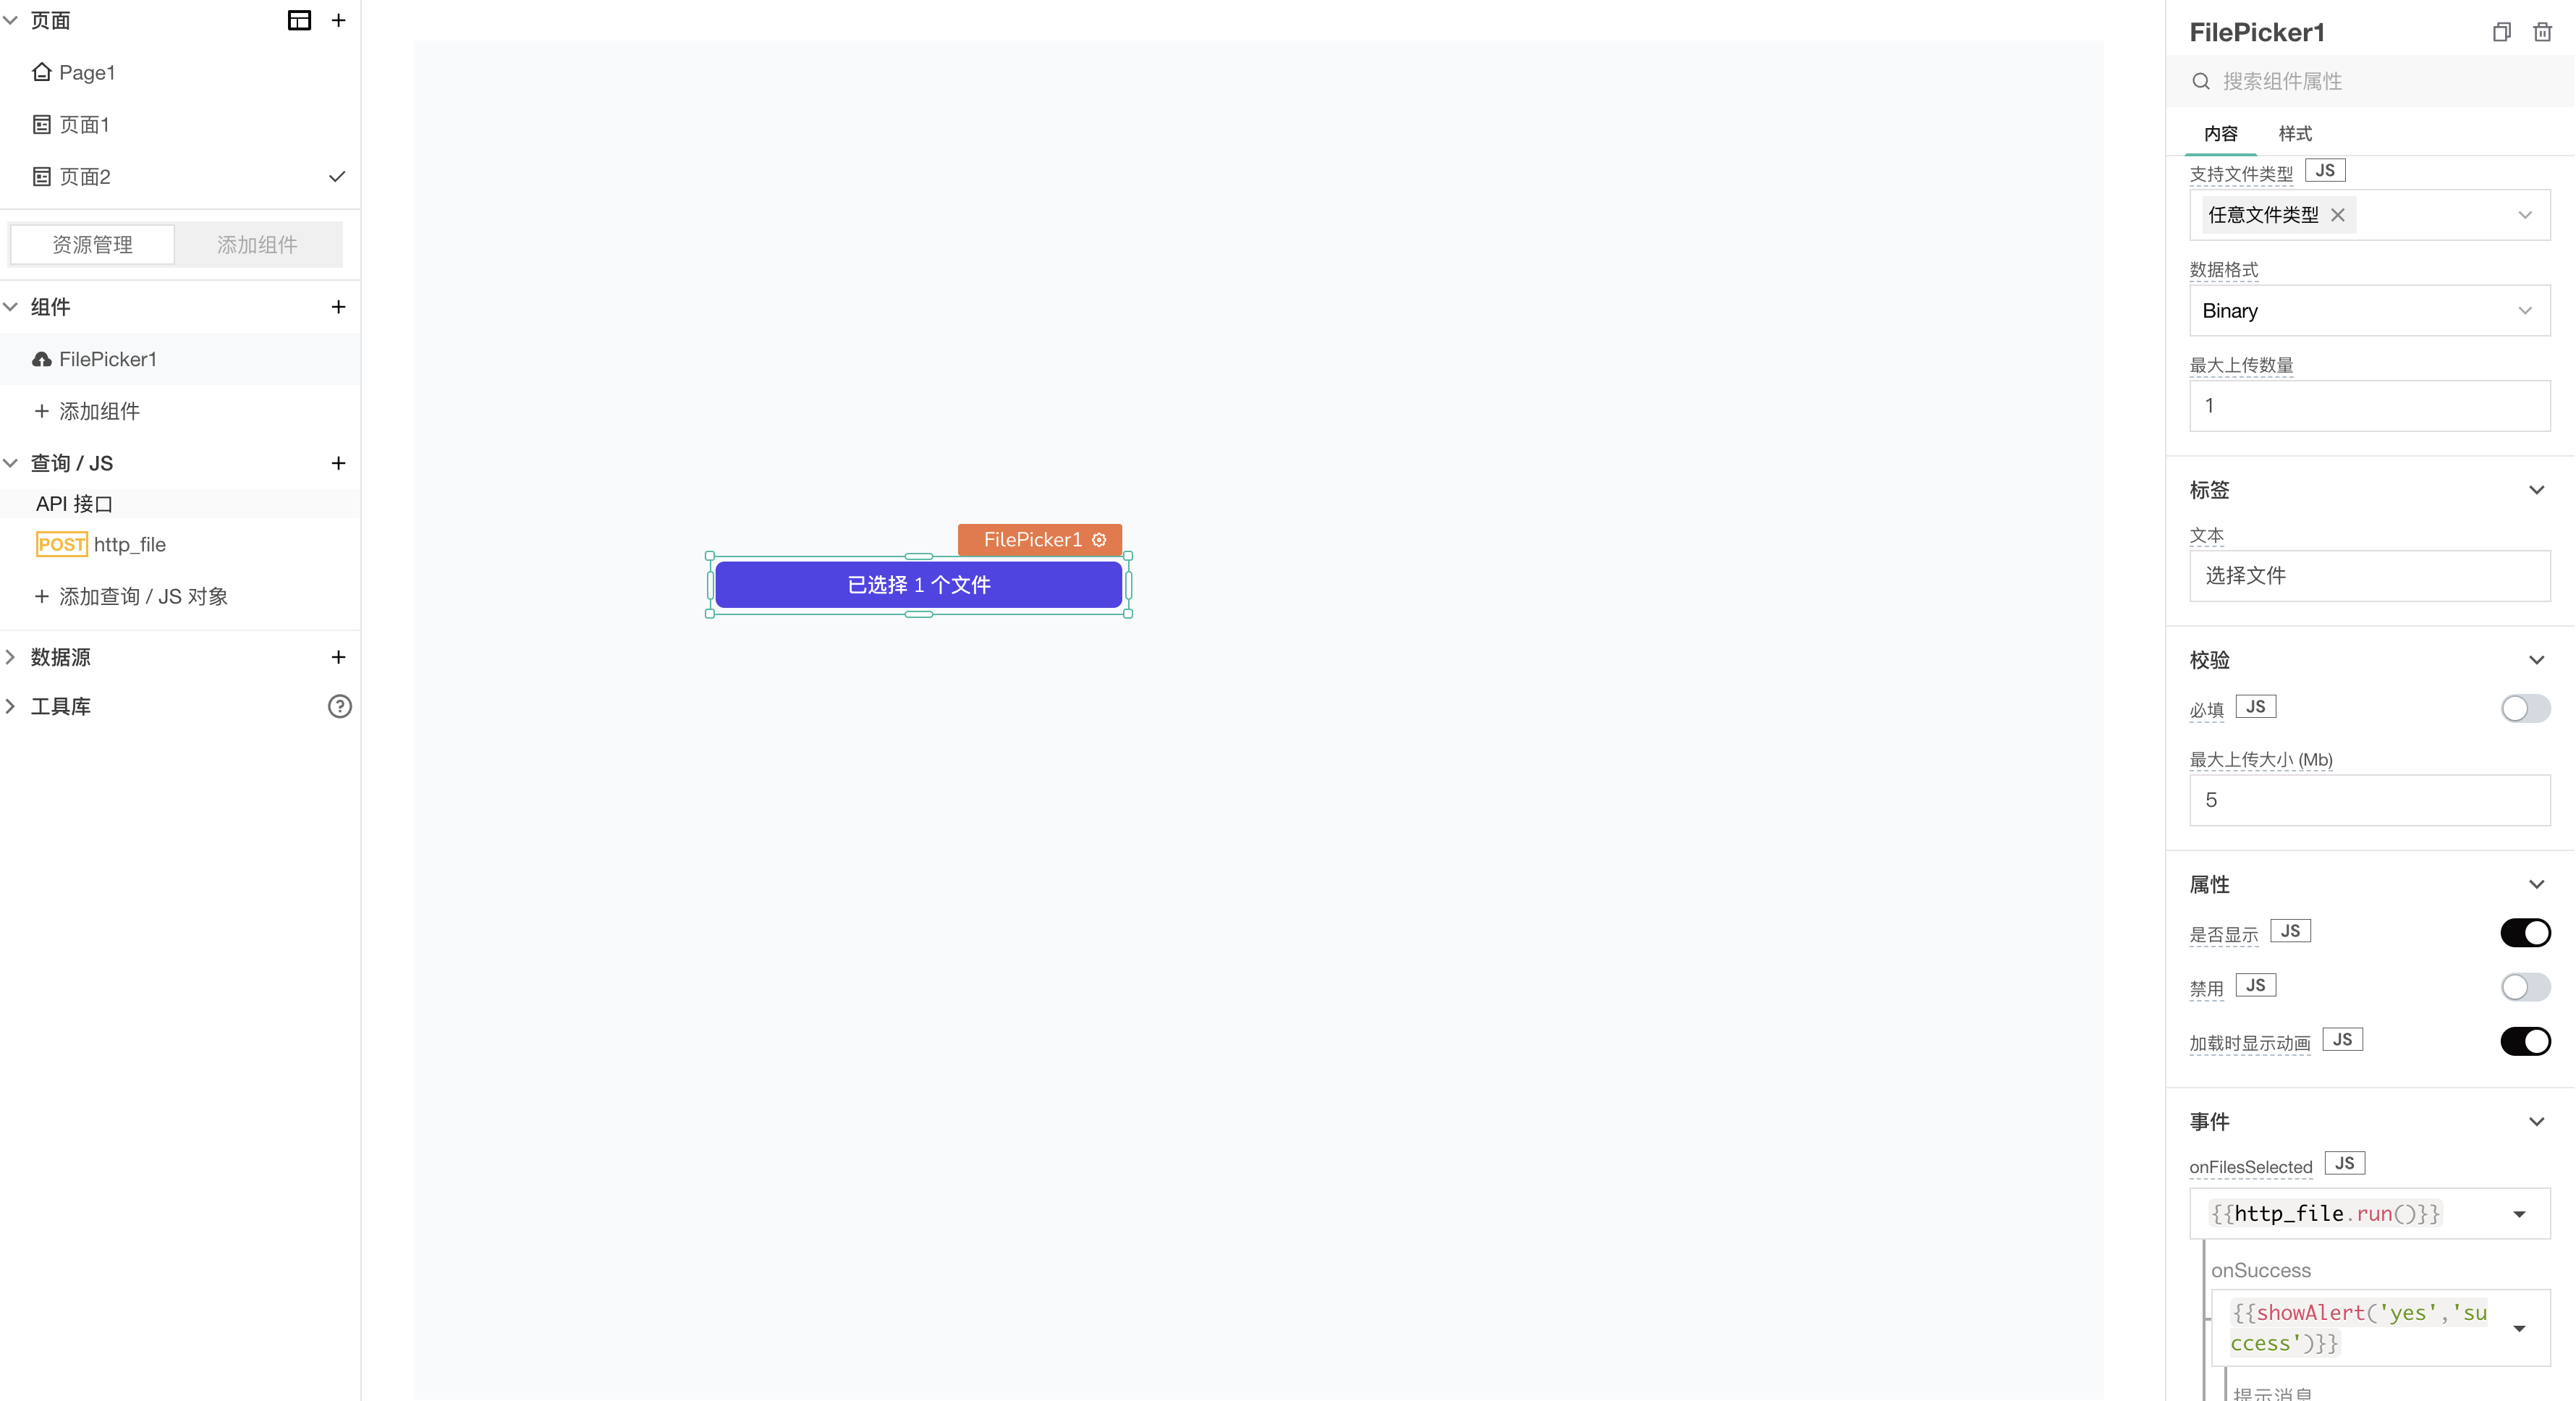 页面
Page1
页面1
页面2
资源管理
添加组件
组件
FilePicker1
添加组件
查询 / JS
API 接口
POST http_file
添加查询 / JS 对象
数据源
工具库
FilePicker1
已选择 1 个文件
FilePicker1
搜索组件属性
内容
样式
支持文件类型 JS
任意文件类型
数据格式
Binary
最大上传数量
1
标签
文本
选择文件
校验
必填 JS
最大上传大小 (Mb)
5
属性
是否显示 JS
禁用 JS
加载时显示动画 JS
事件
onFilesSelected JS
{{http_file.run()}}
onSuccess
{{showAlert('yes','su
ccess')}}
提示消息